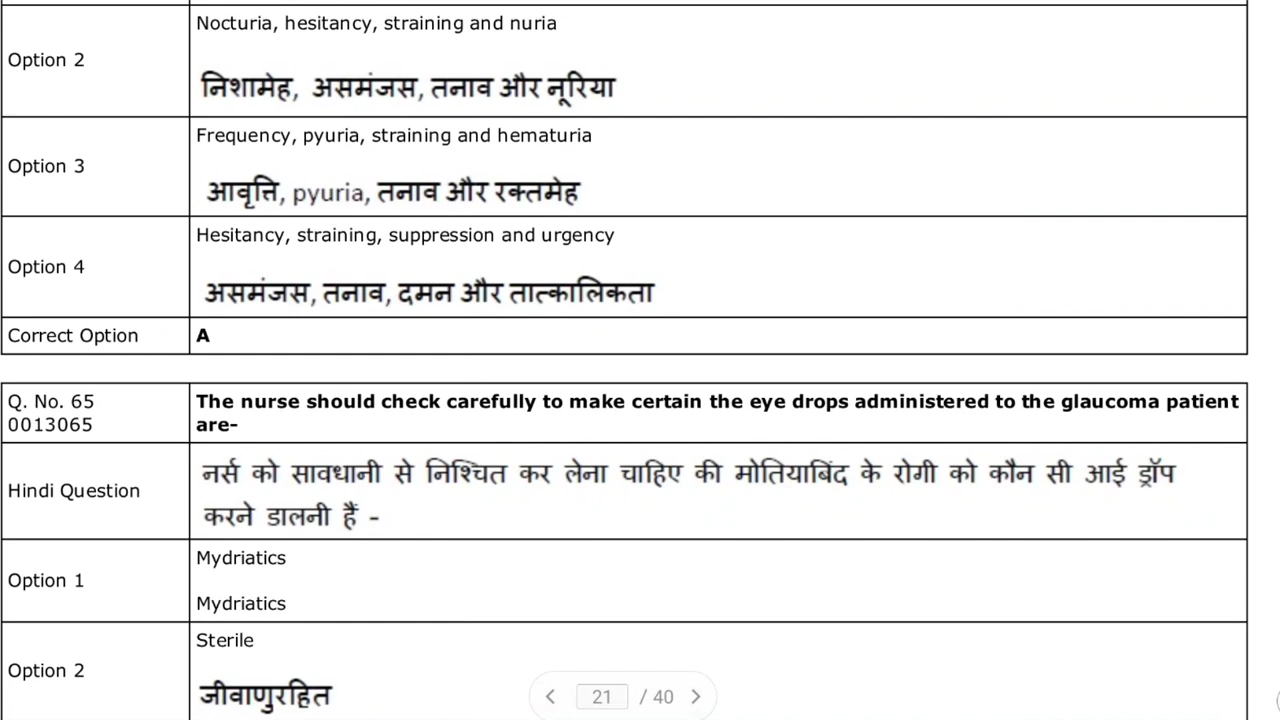 Nocturia, hesitancy, straining and nuria
Option 2
निशामेह, असमंजस, तनाव और नूरिया
Frequency, pyuria, straining and hematuria
Option 3
आवृत्ति, pyuria, तनाव और रक्तमेह
Hesitancy, straining, suppression and urgency
Option 4
असमंजस, तनाव, दमन और तात्कालिकता
Correct Option
A
Q. No. 65
0013065
The nurse should check carefully to make certain the eye drops administered to the glaucoma patient
are-
Hindi Question
नर्स को सावधानी से निश्चित कर लेना चाहिए की मोतियाबिंद के रोगी को कौन सी आई ड्रॉप
करने डालनी हैं -
Option 1
Mydriatics
Mydriatics
Option 2
Sterile
जीवाणुरहित
21 / 40